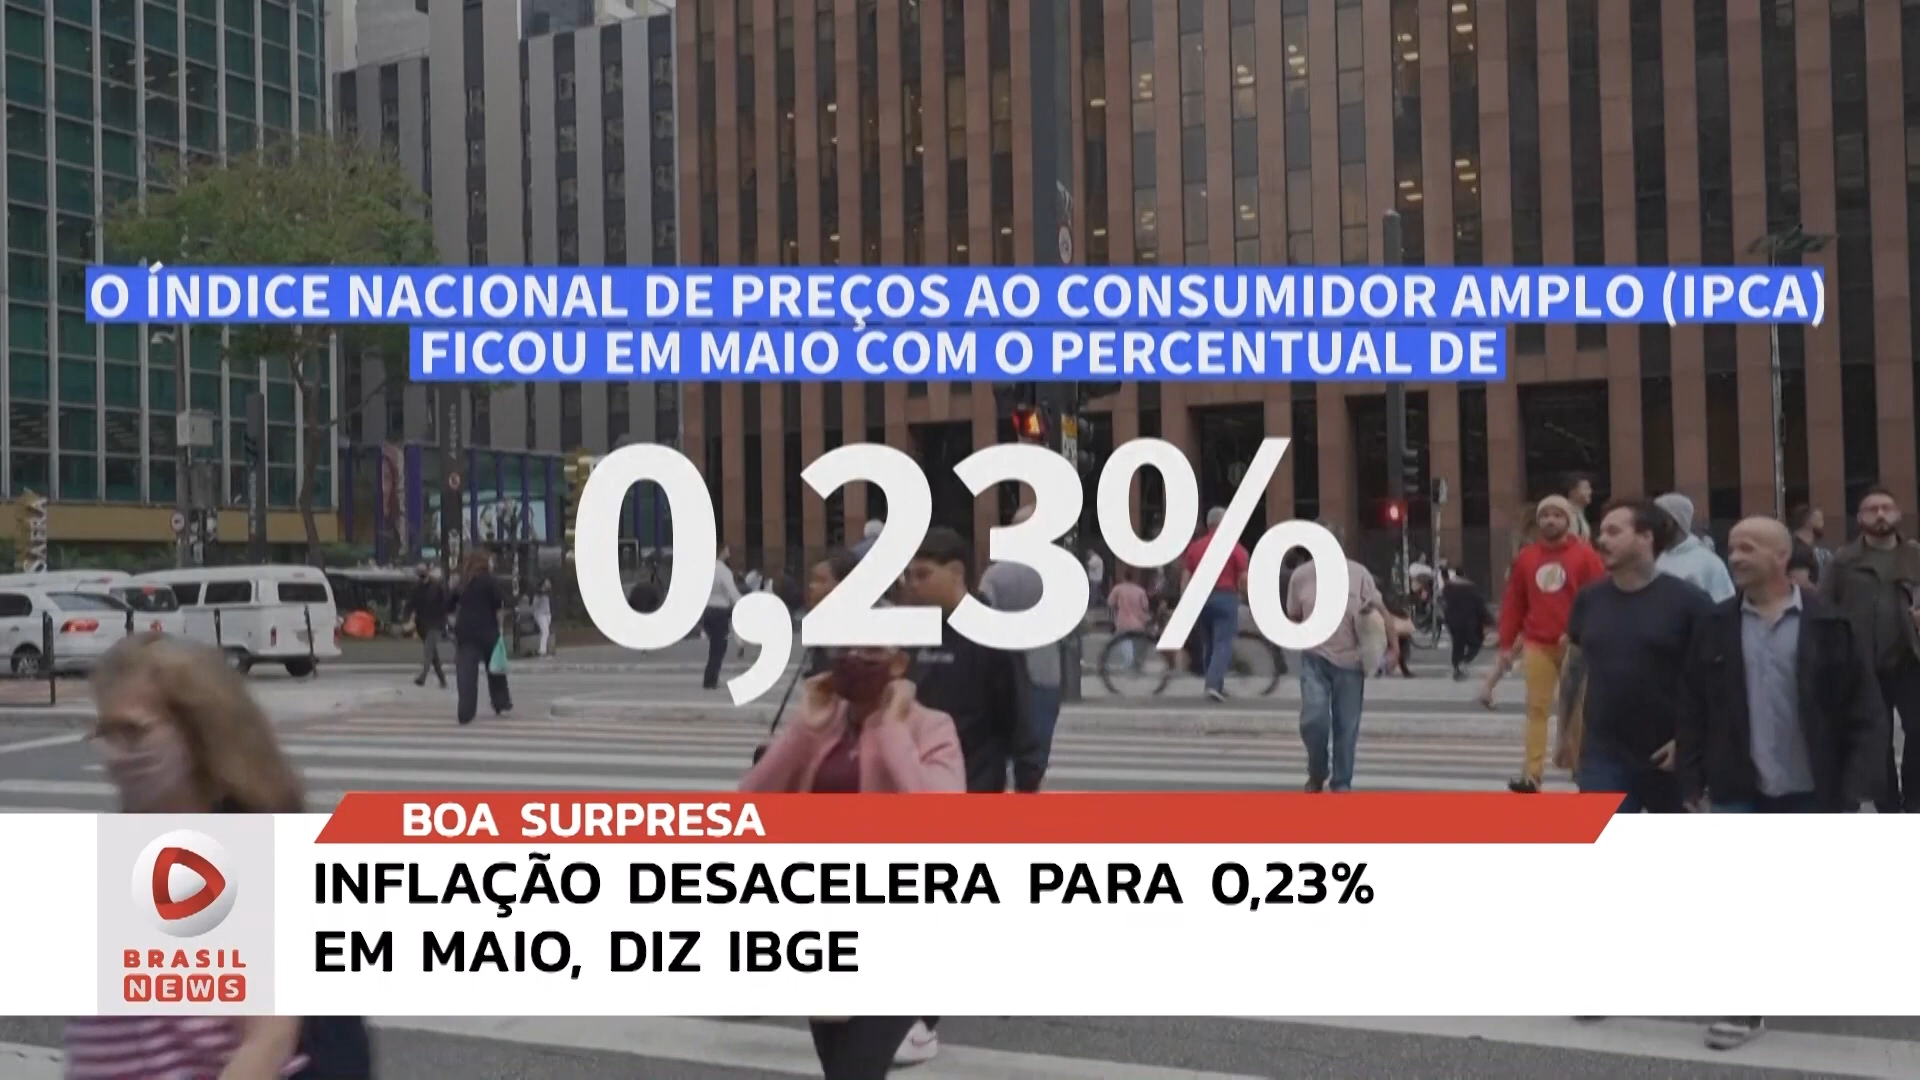 O ÍNDICE NACIONAL DE PREÇOS AO CONSUMIDOR AMPLO (IPCA)
FICOU EM MAIO COM O PERCENTUAL DE
0,23%
SAFRA
BOA SURPRESA
INFLAÇÃO DESACELERA PARA 0,23%
EM MAIO, DIZ IBGE
BRASIL
NEWS